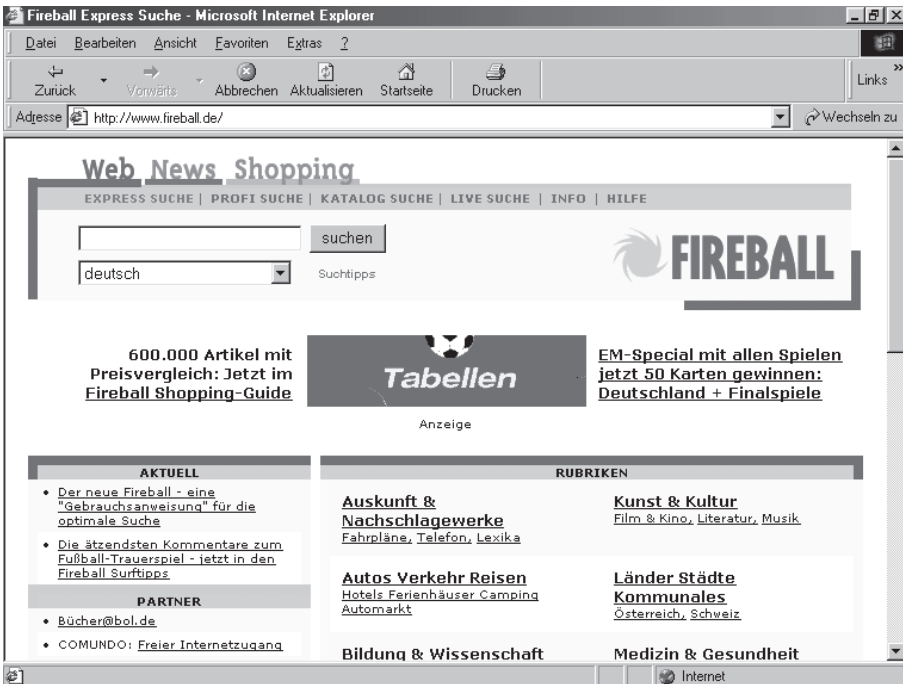 Fireball Express Suche - Microsoft Internet Explorer
Datei Bearbeiten Ansicht Favoriten Extras ?
Zurück Vorwärts Abbrechen Aktualisieren Startseite Drucken Links »
Adresse http://www.fireball.de/ Wechseln zu
Web News Shopping
EXPRESS SUCHE | PROFI SUCHE | KATALOG SUCHE | LIVE SUCHE | INFO | HILFE
suchen
deutsch Suchtipps
FIREBALL
600.000 Artikel mit
Preisvergleich: Jetzt im
Fireball Shopping-Guide
Tabellen
Anzeige
EM-Special mit allen Spielen
jetzt 50 Karten gewinnen:
Deutschland + Finalspiele
AKTUELL
• Der neue Fireball - eine
"Gebrauchsanweisung" für die
optimale Suche
• Die ätzendsten Kommentare zum
Fußball-Trauerspiel - jetzt in den
Fireball Surftipps
PARTNER
• Bücher@bol.de
• COMUNDO: Freier Internetzugang
RUBRIKEN
Auskunft &
Nachschlagewerke
Fahrpläne, Telefon, Lexika
Kunst & Kultur
Film & Kino, Literatur, Musik
Autos Verkehr Reisen
Hotels Ferienhäuser Camping
Automarkt
Länder Städte
Kommunales
Österreich, Schweiz
Bildung & Wissenschaft
Medizin & Gesundheit
Internet